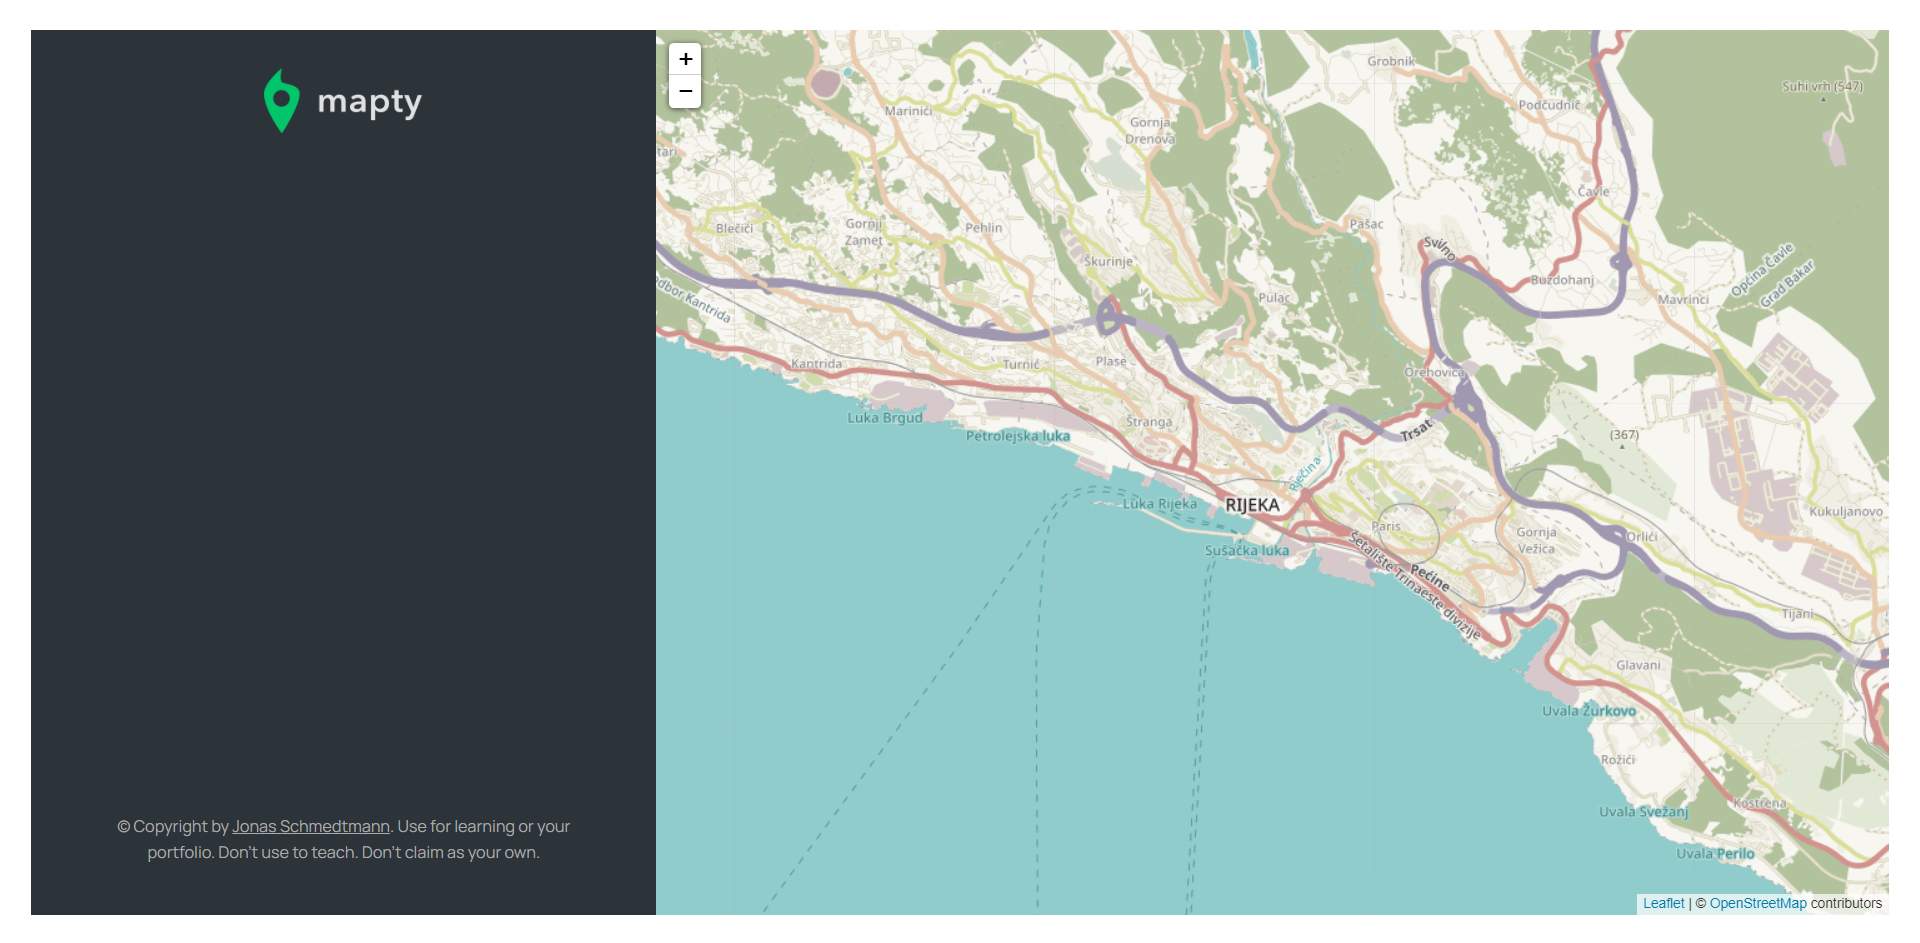 mapty
© Copyright by Jonas Schmedtmann. Use for learning or your
portfolio. Don't use to teach. Don't claim as your own.
+
−
Grobnik
Suhi vrh (547)
Marinići
Podčudnič
Gornja
Drenova
tari
Čavle
Blečići
Gornji
Zamet
Pehlin
Pašac
Svilno
Škurinje
Općina Čavle
Grad Bakar
dbor Kantrida
Pulac
Buzdohanj
Mavrinci
Kantrida
Turnić
Plase
Orehovica
Luka Brgud
Petrolejska luka
Štranga
Trsat
(367)
Rječina
Luka Rijeka
RIJEKA
Paris
Kukuljanovo
Sušačka luka
Gornja
Vežica
Orlići
Šetalište Trinaeste divizije
Pećine
Tijani
Glavani
Uvala Žurkovo
Rožići
Kostrena
Uvala Svežanj
Uvala Perilo
Leaflet | © OpenStreetMap contributors